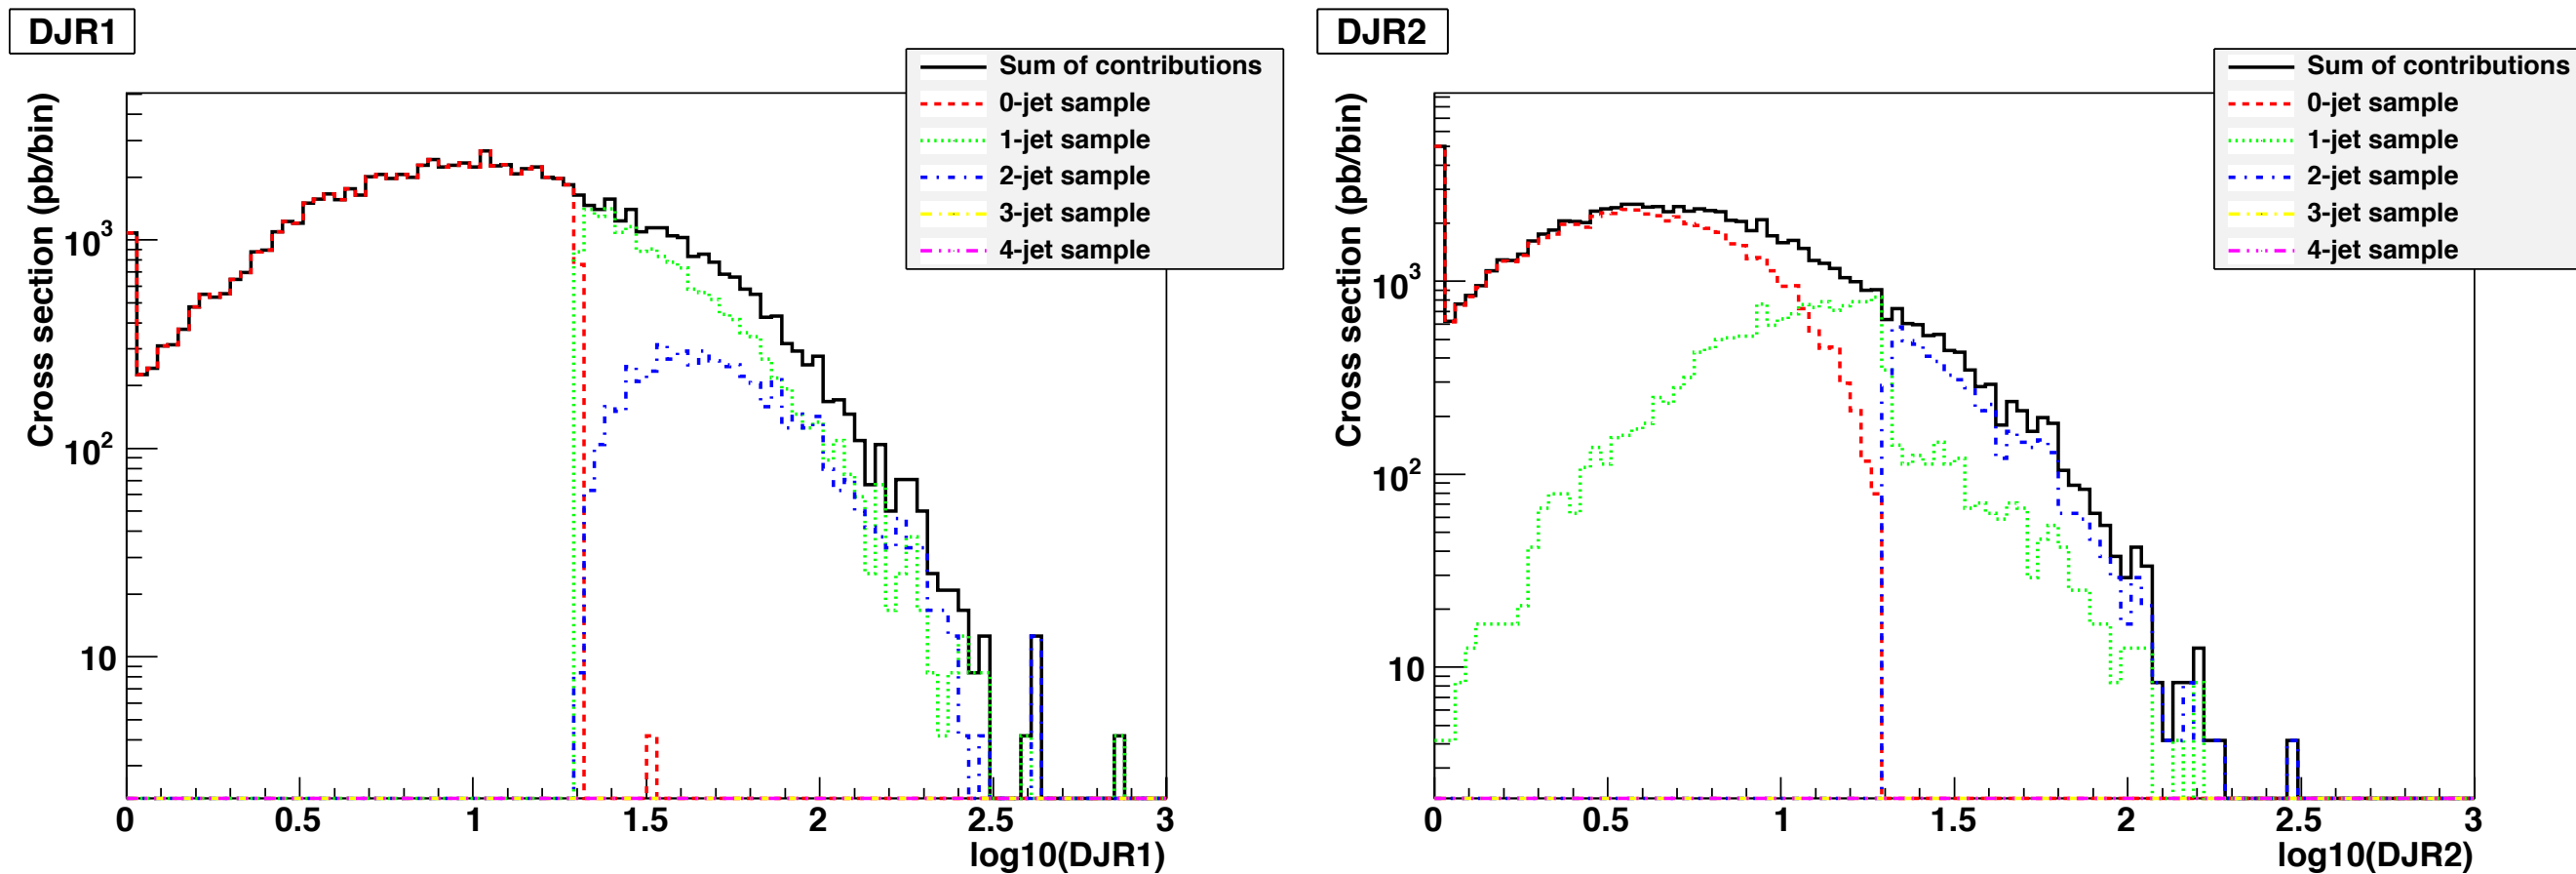 DJR1
Sum of contributions
0-jet sample
1-jet sample
2-jet sample
3-jet sample
4-jet sample
Cross section (pb/bin)
10³
10²
10
0 0.5 1 1.5 2 2.5 3
log10(DJR1)
DJR2
Sum of contributions
0-jet sample
1-jet sample
2-jet sample
3-jet sample
4-jet sample
Cross section (pb/bin)
10³
10²
10
0 0.5 1 1.5 2 2.5 3
log10(DJR2)